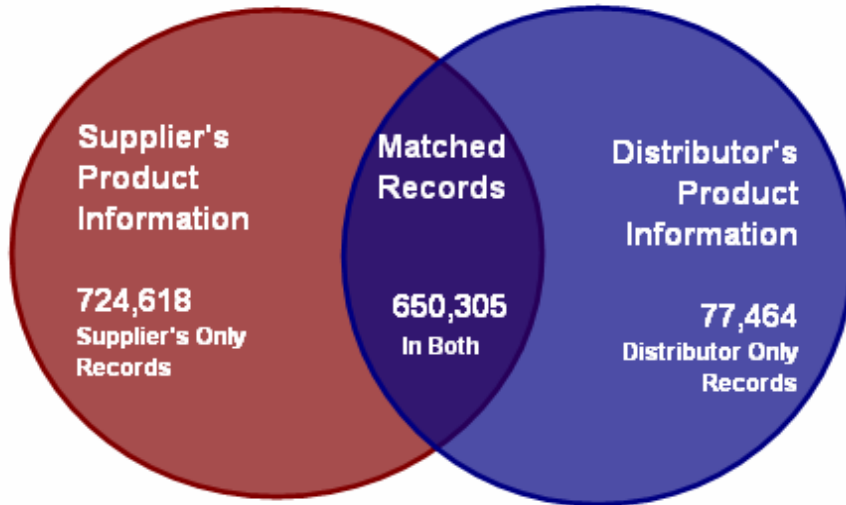 Supplier's
Product
Information
724,618
Supplier's Only
Records
Matched
Records
650,305
In Both
Distributor's
Product
Information
77,464
Distributor Only
Records